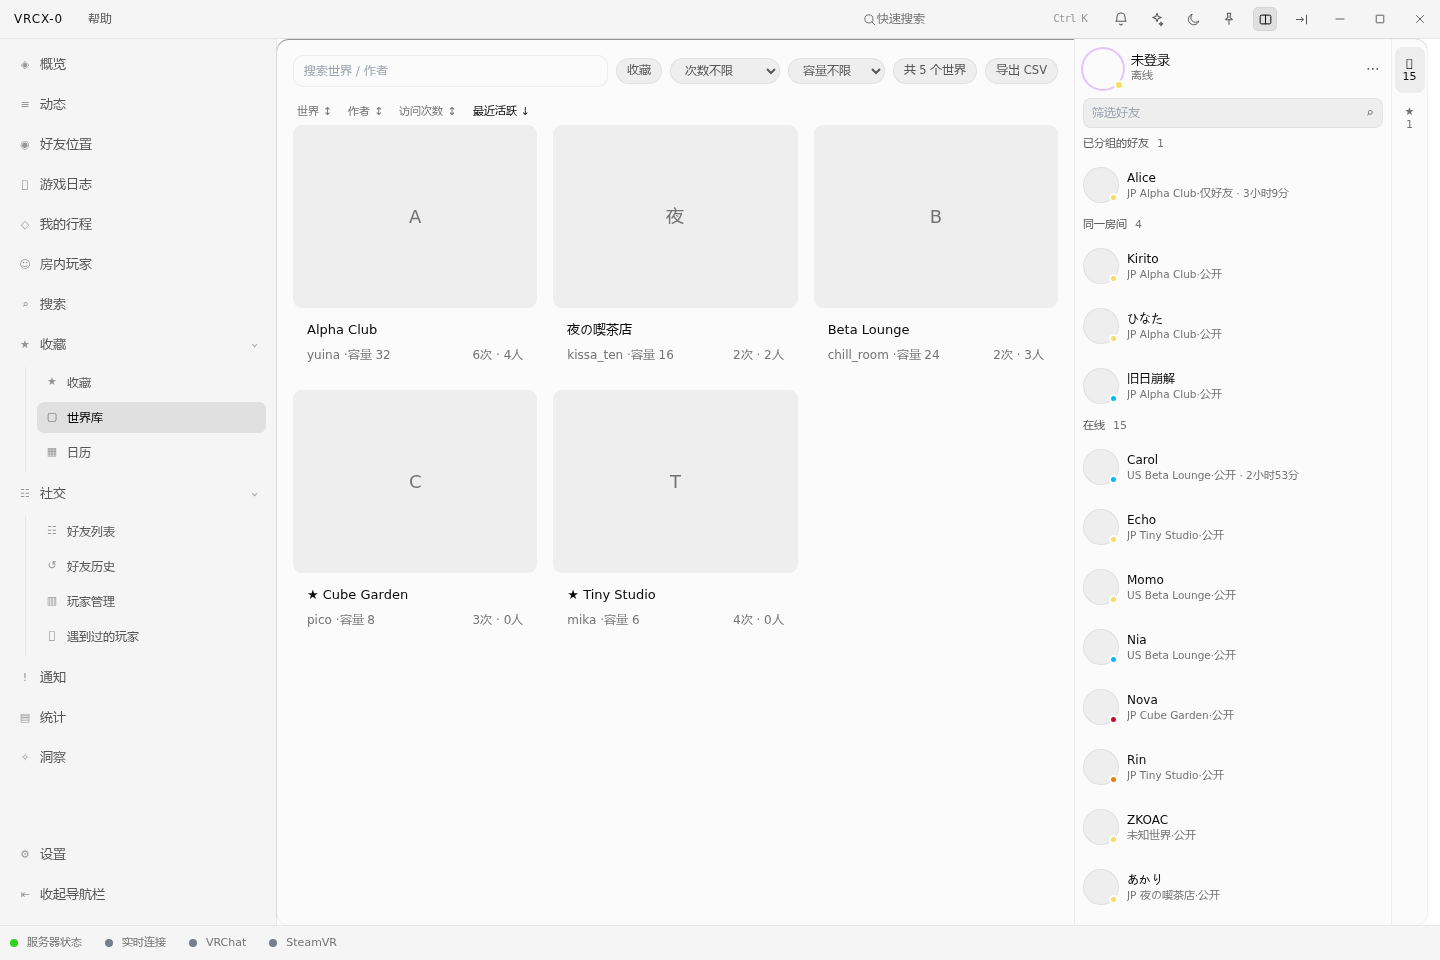 VRCX-0 帮助 快速搜索 Ctrl K
概览
动态
好友位置
游戏日志
我的行程
房内玩家
搜索
收藏
收藏
世界库
日历
社交
好友列表
好友历史
玩家管理
遇到过的玩家
通知
统计
洞察
设置
收起导航栏
搜索世界 / 作者 收藏 次数不限 容量不限 共 5 个世界 导出 CSV
世界 ↕ 作者 ↕ 访问次数 ↕ 最近活跃 ↓
A
Alpha Club
yuina ·容量 32 6次 · 4人
夜
夜の喫茶店
kissa_ten ·容量 16 2次 · 2人
B
Beta Lounge
chill_room ·容量 24 2次 · 3人
C
★ Cube Garden
pico ·容量 8 3次 · 0人
T
★ Tiny Studio
mika ·容量 6 4次 · 0人
未登录
离线
筛选好友
已分组的好友 1
Alice
JP Alpha Club·仅好友 · 3小时9分
同一房间 4
Kirito
JP Alpha Club·公开
ひなた
JP Alpha Club·公开
旧日崩解
JP Alpha Club·公开
在线 15
Carol
US Beta Lounge·公开 · 2小时53分
Echo
JP Tiny Studio·公开
Momo
US Beta Lounge·公开
Nia
US Beta Lounge·公开
Nova
JP Cube Garden·公开
Rin
JP Tiny Studio·公开
ZKOAC
未知世界·公开
あかり
JP 夜の喫茶店·公开
15
★
1
服务器状态 实时连接 VRChat SteamVR